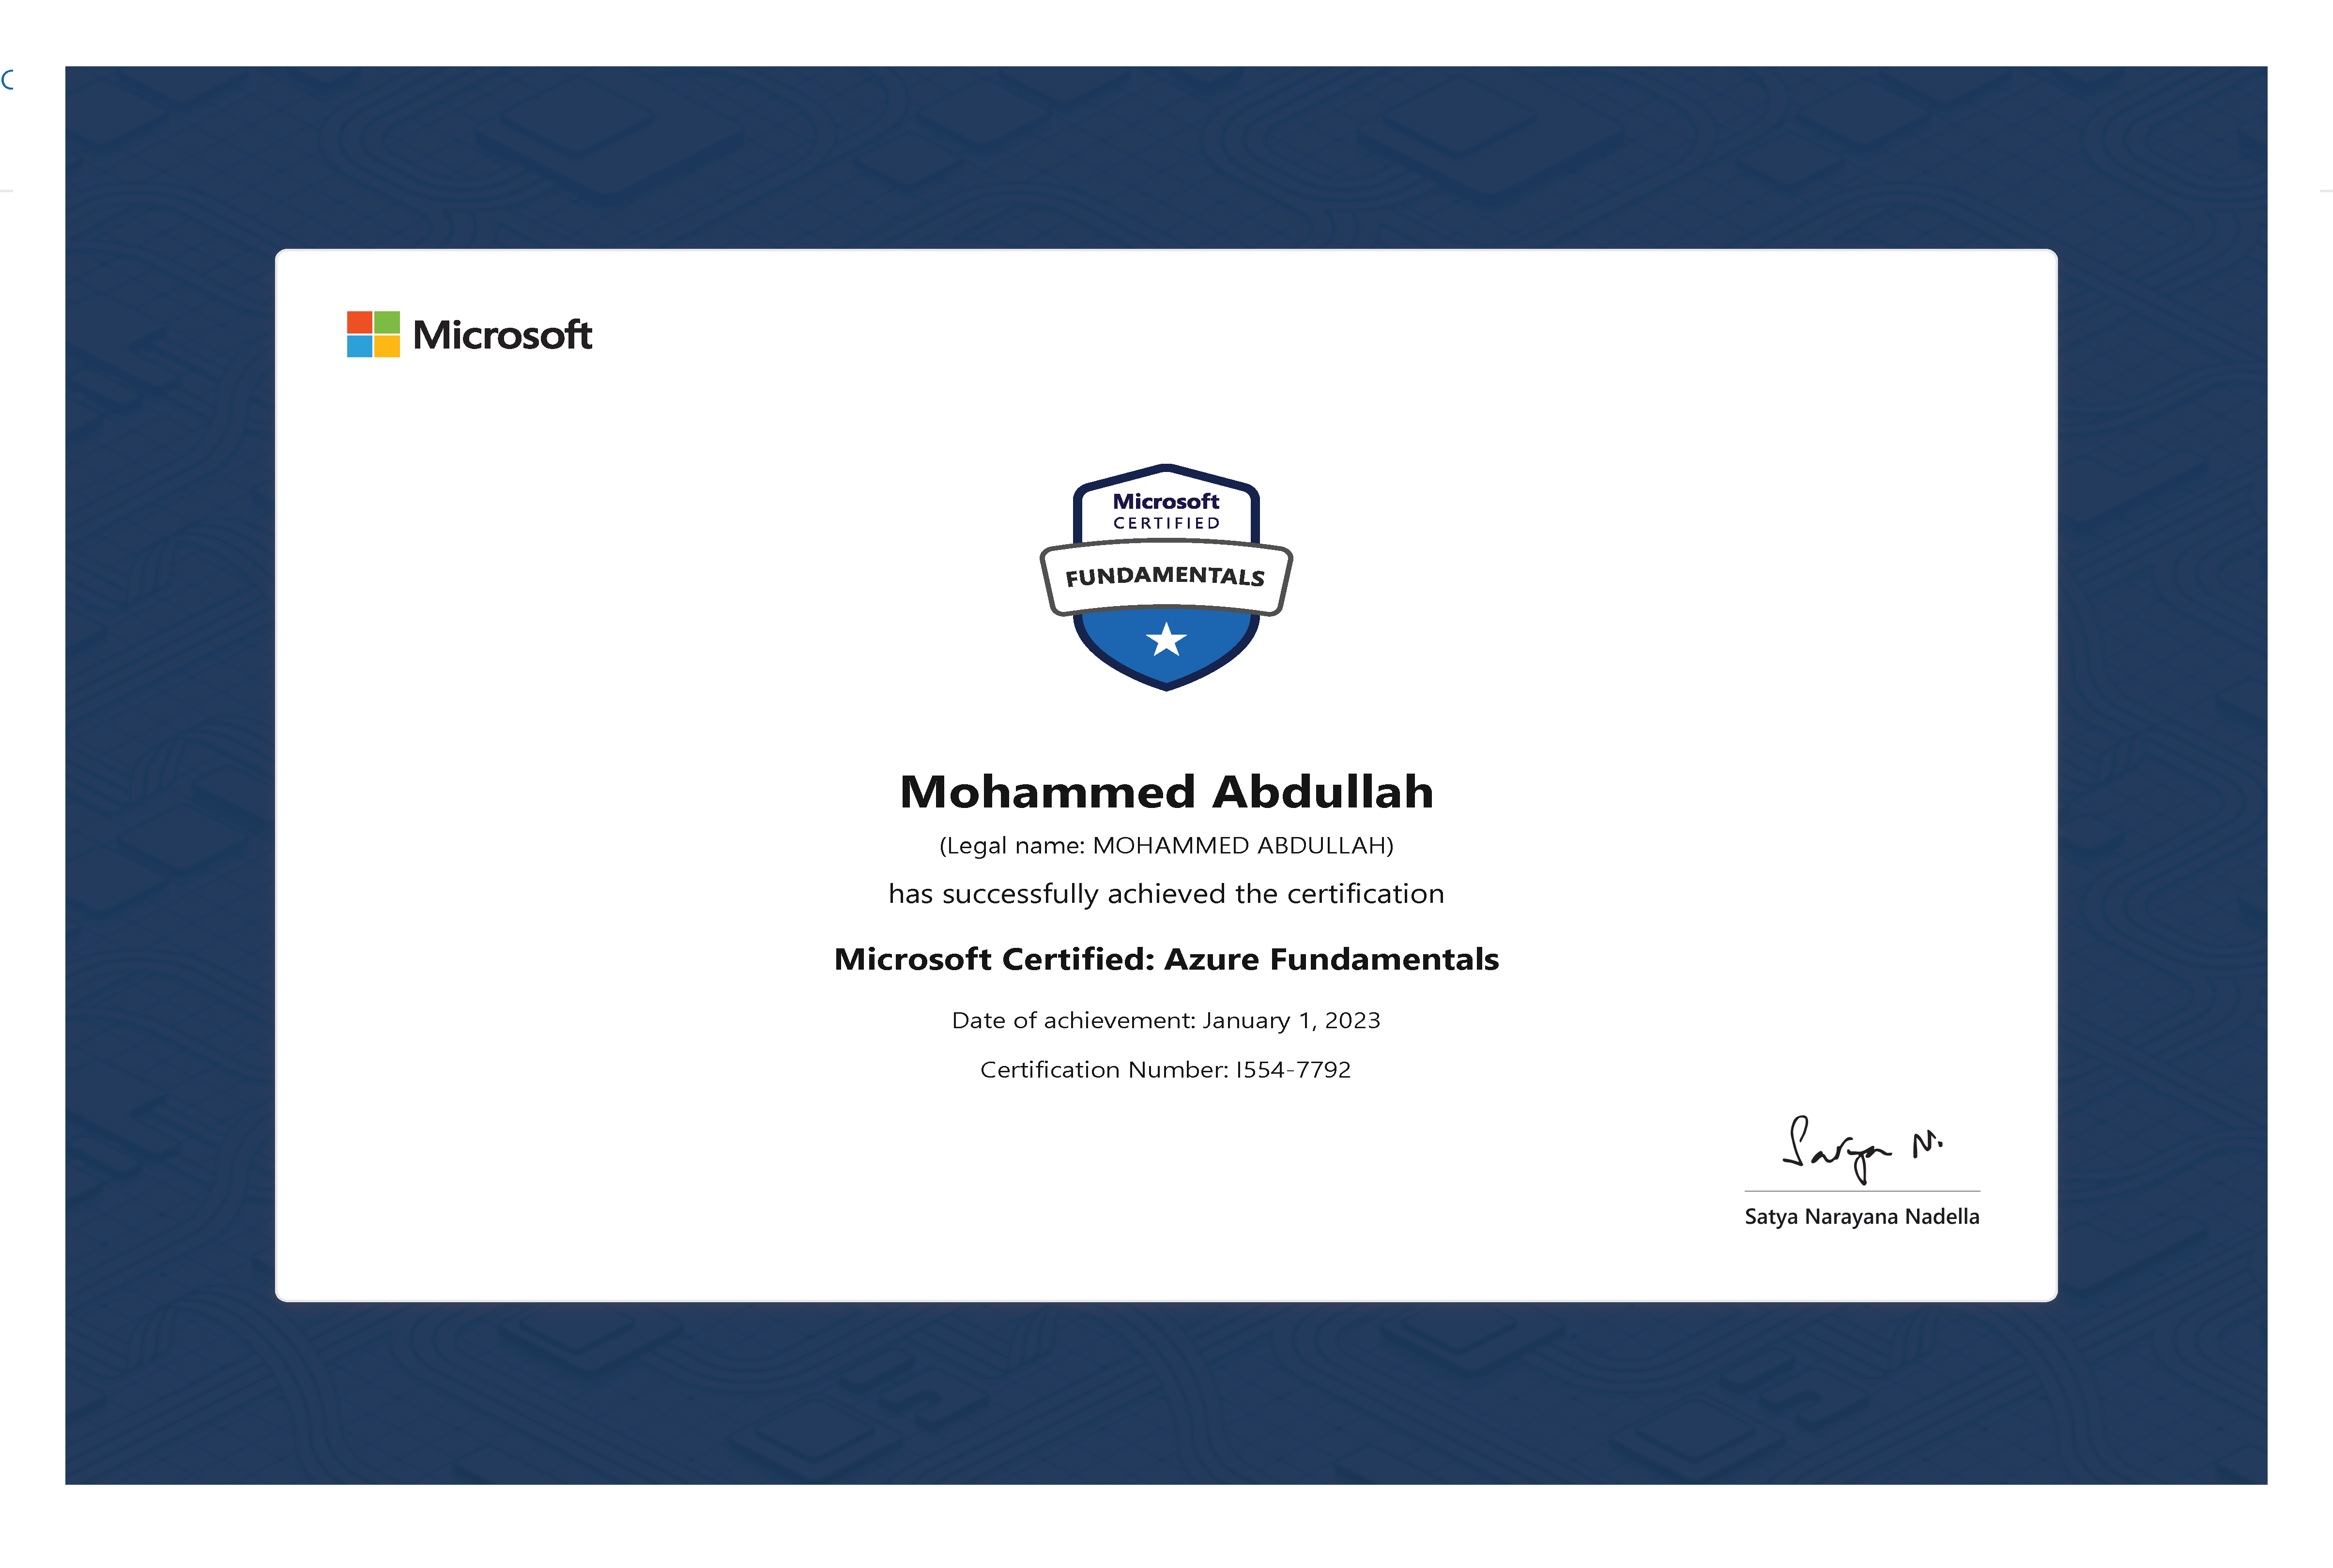 Microsoft
Microsoft
CERTIFIED
FUNDAMENTALS
Mohammed Abdullah
(Legal name: MOHAMMED ABDULLAH)
has successfully achieved the certification
Microsoft Certified: Azure Fundamentals
Date of achievement: January 1, 2023
Certification Number: I554-7792
Satya N.
Satya Narayana Nadella